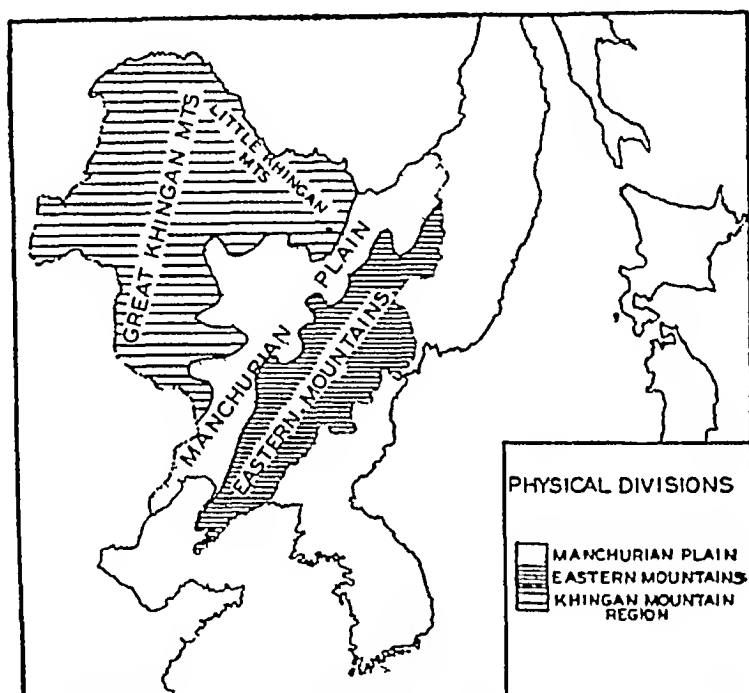 GREAT KHINGAN MTS
LITTLE KHINGAN
MTS
MANCHURIAN PLAIN
EASTERN MOUNTAINS
PHYSICAL DIVISIONS
MANCHURIAN PLAIN
EASTERN MOUNTAINS
KHINGAN MOUNTAIN
REGION